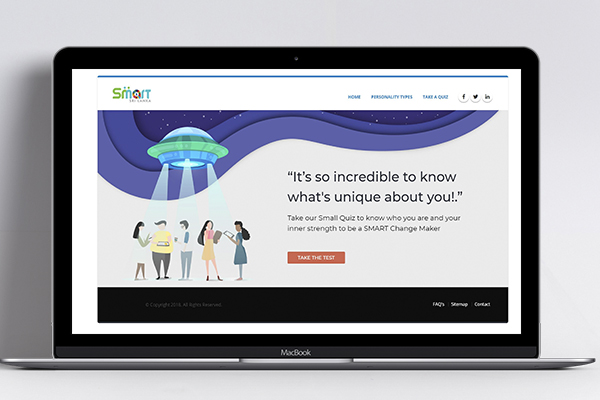 Smart
SRI LANKA
HOME PERSONALITY TYPES TAKE A QUIZ
“It’s so incredible to know
what's unique about you!.”
Take our Small Quiz to know who you are and your
inner strength to be a SMART Change Maker
TAKE THE TEST
© Copyright 2018. All Rights Reserved.
FAQ's Sitemap Contact
MacBook